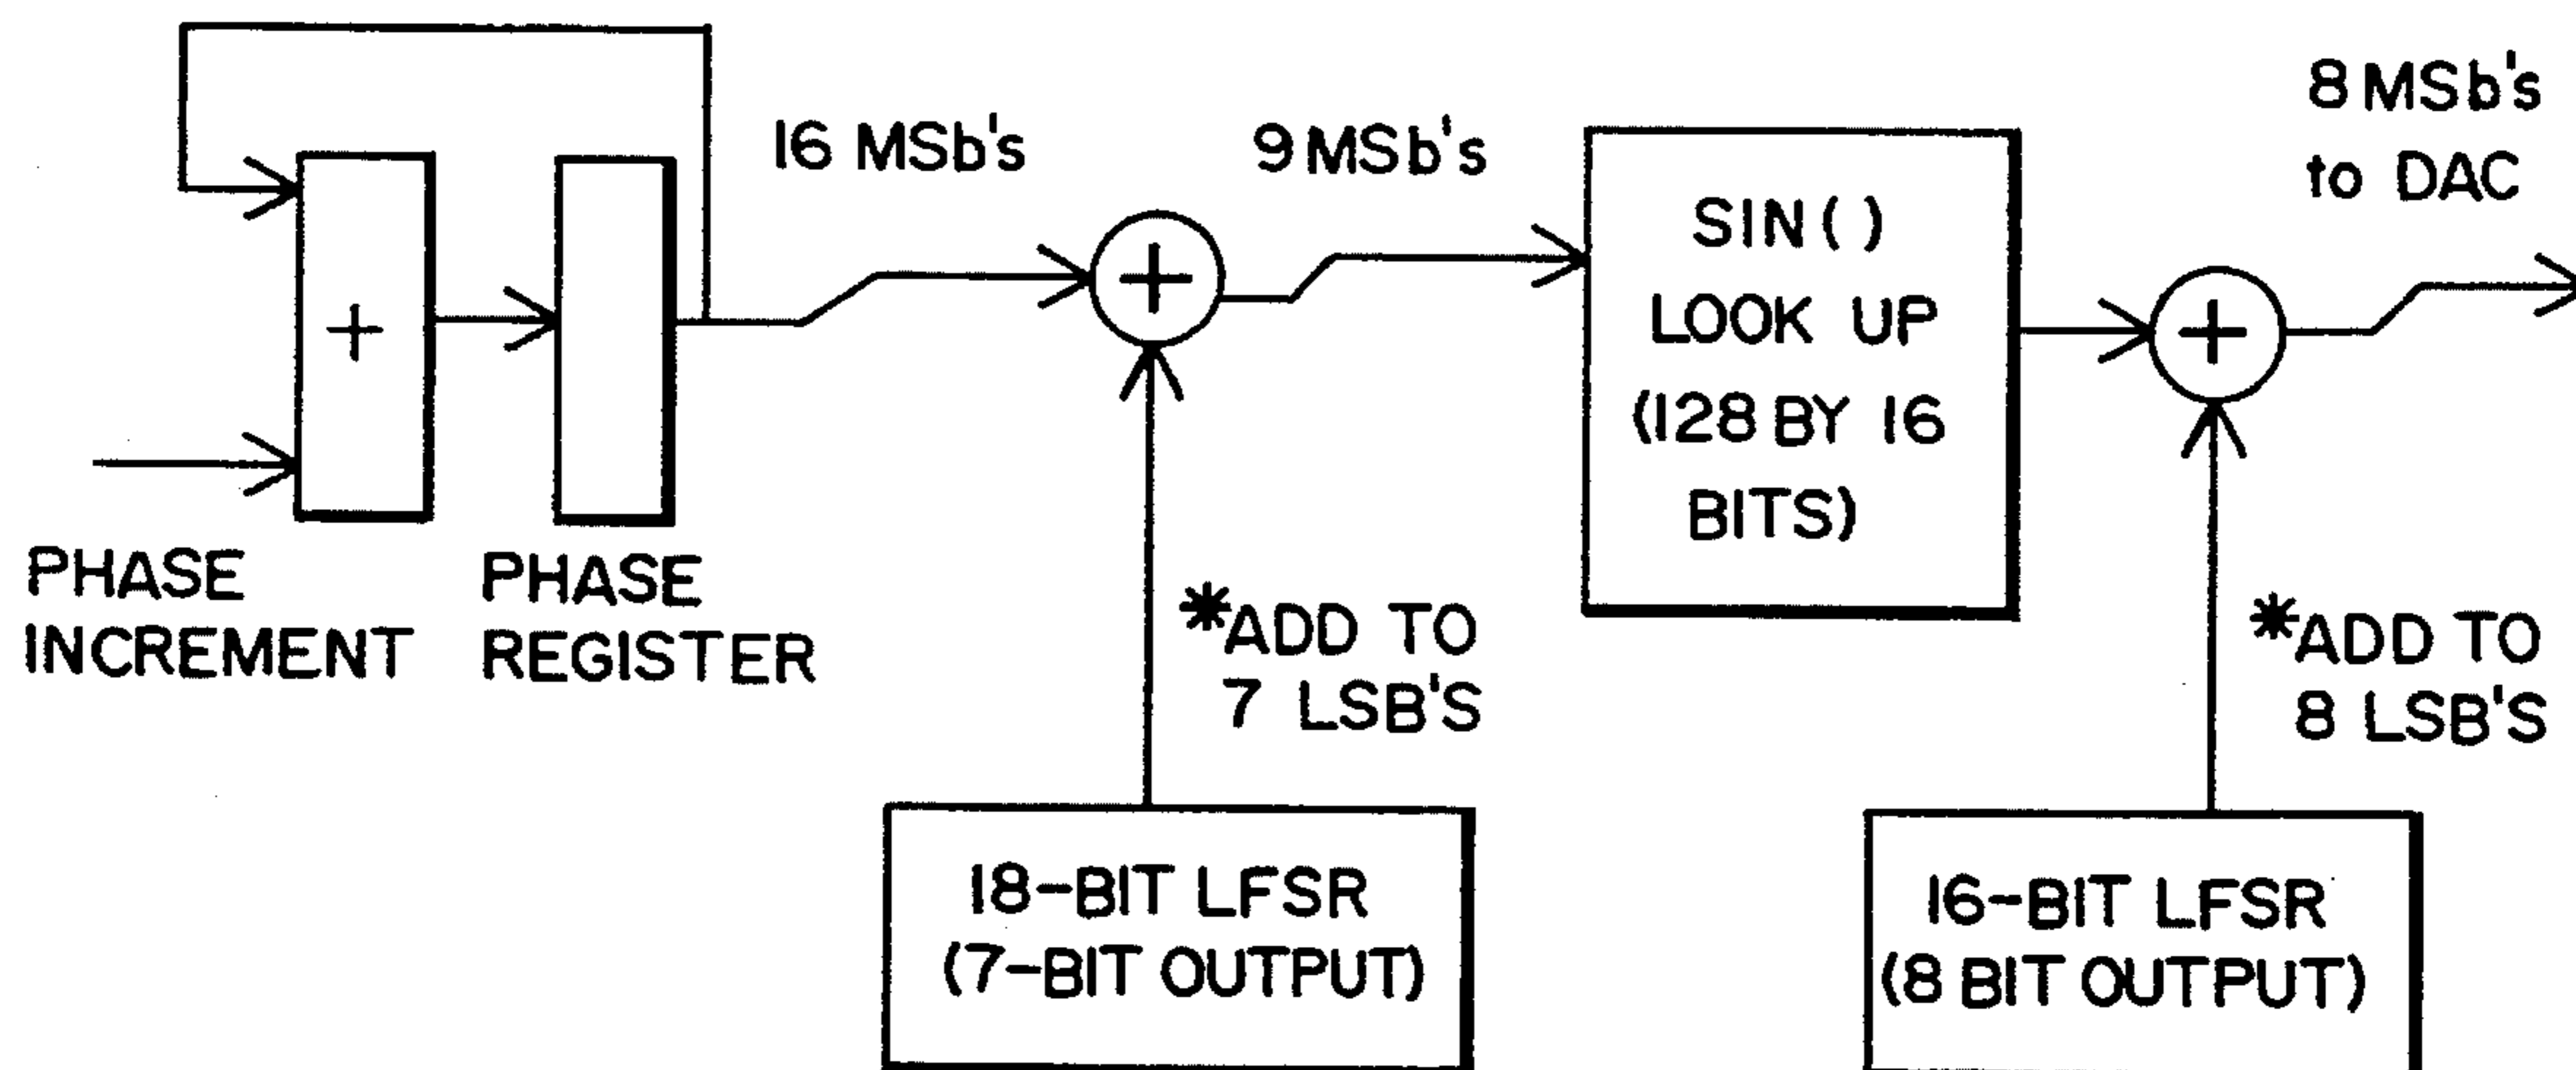 16 MSb's
9 MSb's
8 MSb's
to DAC
+
PHASE
INCREMENT
PHASE
REGISTER
+
SIN( )
LOOK UP
(128 BY 16
BITS)
+
*ADD TO
7 LSB'S
*ADD TO
8 LSB'S
18-BIT LFSR
(7-BIT OUTPUT)
16-BIT LFSR
(8 BIT OUTPUT)